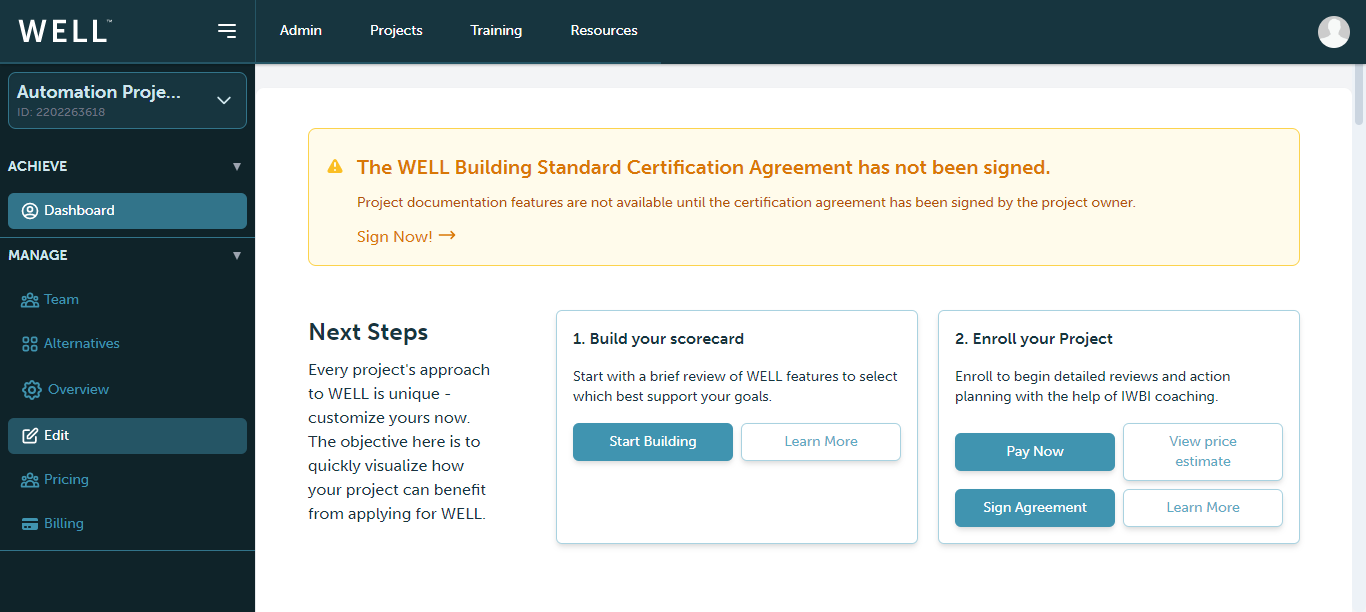 WELL™
Admin
Projects
Training
Resources
Automation Proje...
ID: 2202263618
ACHIEVE
Dashboard
MANAGE
Team
Alternatives
Overview
Edit
Pricing
Billing
The WELL Building Standard Certification Agreement has not been signed.
Project documentation features are not available until the certification agreement has been signed by the project owner.
Sign Now!
Next Steps
Every project's approach
to WELL is unique -
customize yours now.
The objective here is to
quickly visualize how
your project can benefit
from applying for WELL.
1. Build your scorecard
Start with a brief review of WELL features to select
which best support your goals.
Start Building
Learn More
2. Enroll your Project
Enroll to begin detailed reviews and action
planning with the help of IWBI coaching.
Pay Now
View price
estimate
Sign Agreement
Learn More